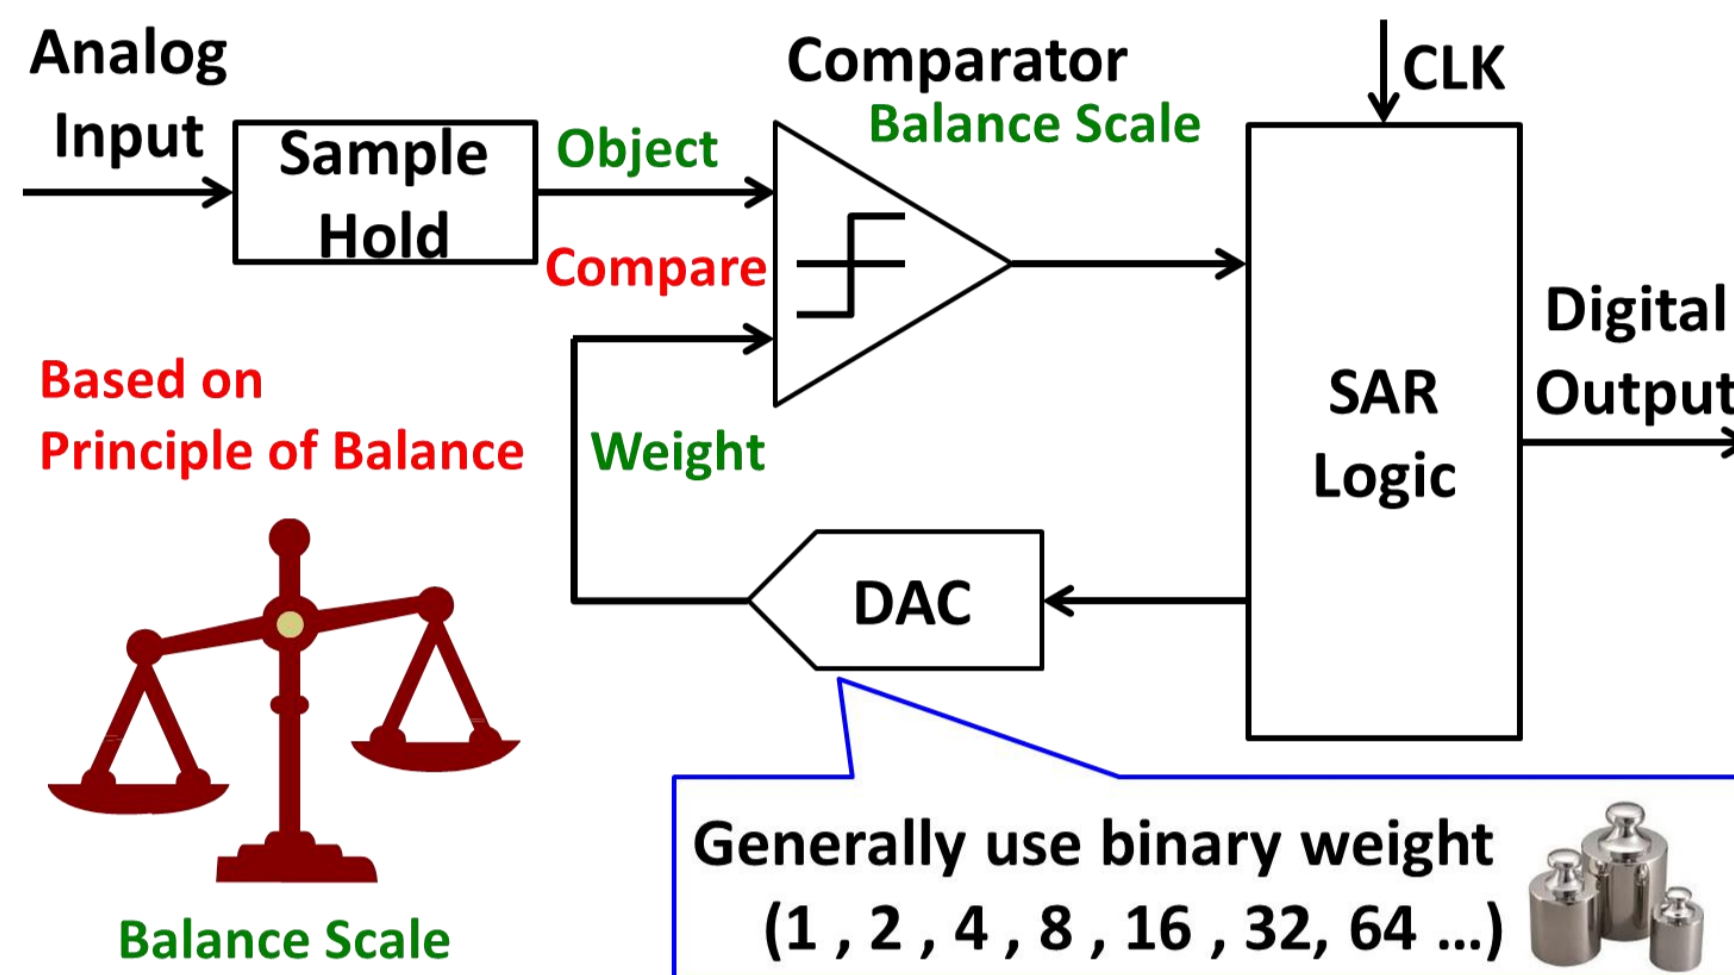 Analog
Input
Sample
Hold
Object
Compare
Comparator
Balance Scale
CLK
SAR
Logic
Digital
Output
Based on
Principle of Balance
Weight
DAC
Balance Scale
Generally use binary weight
(1 , 2 , 4 , 8 , 16 , 32, 64 ...)